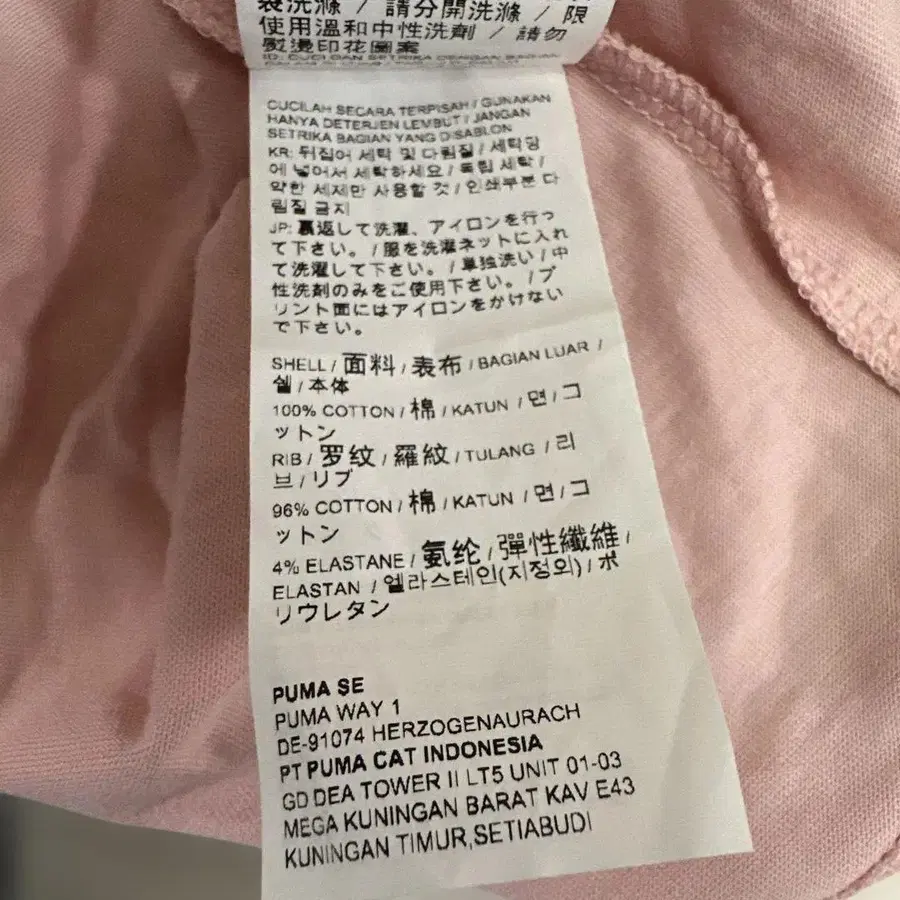 裝洗滌 / 請分開洗滌 / 限
使用溫和中性洗劑 / 請勿
熨燙印花圖案
ID: CUCI DAN SETRIKA DENGAN BAGIAN
CUCILAH SECARA TERPISAH / GUNAKAN
HANYA DETERJEN LEMBUT / JANGAN
SETRIKA BAGIAN YANG DISABLON
KR: 뒤집어 세탁 및 다림질 / 세탁망
에 넣어서 세탁하세요 / 독립 세탁 /
약한 세제만 사용할 것 / 인쇄부분 다
림질 금지
JP: 裏返して洗濯、アイロンを行っ
て下さい。 / 服を洗濯ネットに入れ
て洗濯して下さい。 / 単独洗い / 中
性洗剤のみをご使用下さい。 / プ
リント面にはアイロンをかけない
で下さい。
SHELL / 面料 / 表布 / BAGIAN LUAR /
쉘 / 本体
100% COTTON / 棉 / KATUN / 면 / コ
ットン
RIB / 罗纹 / 羅紋 / TULANG / 리
브 / リブ
96% COTTON / 棉 / KATUN / 면 / コ
ットン
4% ELASTANE / 氨纶 / 彈性纖維 /
ELASTAN / 엘라스테인(지정외) / ポ
リウレタン
PUMA SE
PUMA WAY 1
DE-91074 HERZOGENAURACH
PT PUMA CAT INDONESIA
GD DEA TOWER II LT5 UNIT 01-03
MEGA KUNINGAN BARAT KAV E43
KUNINGAN TIMUR,SETIABUDI